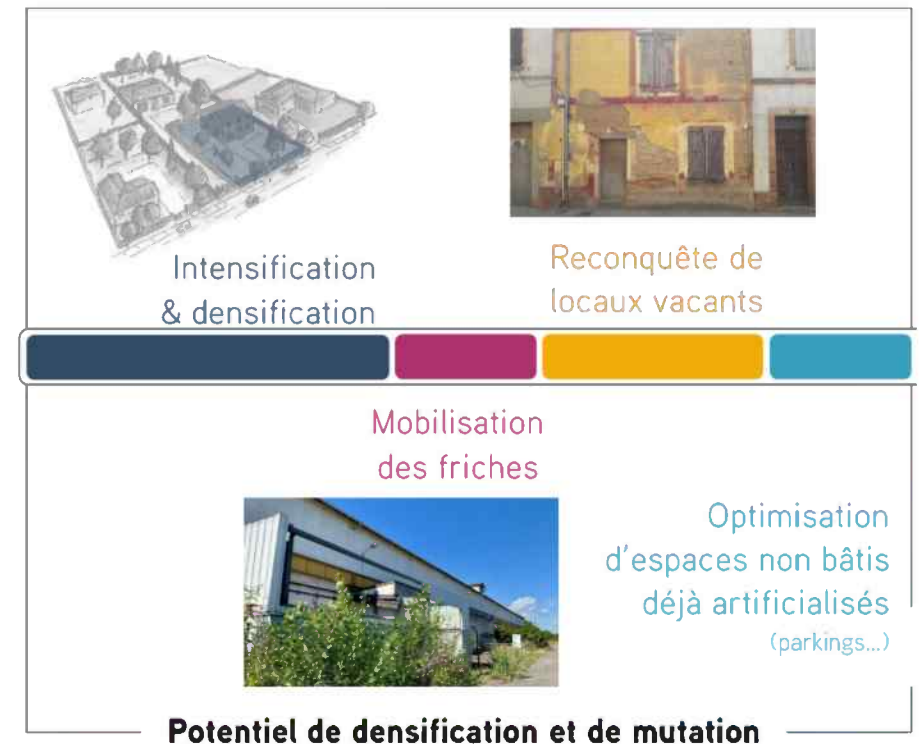 Intensification
& densification
Reconquête de
locaux vacants
Mobilisation
des friches
Optimisation
d'espaces non bâtis
déjà artificialisés
(parkings...)
Potentiel de densification et de mutation